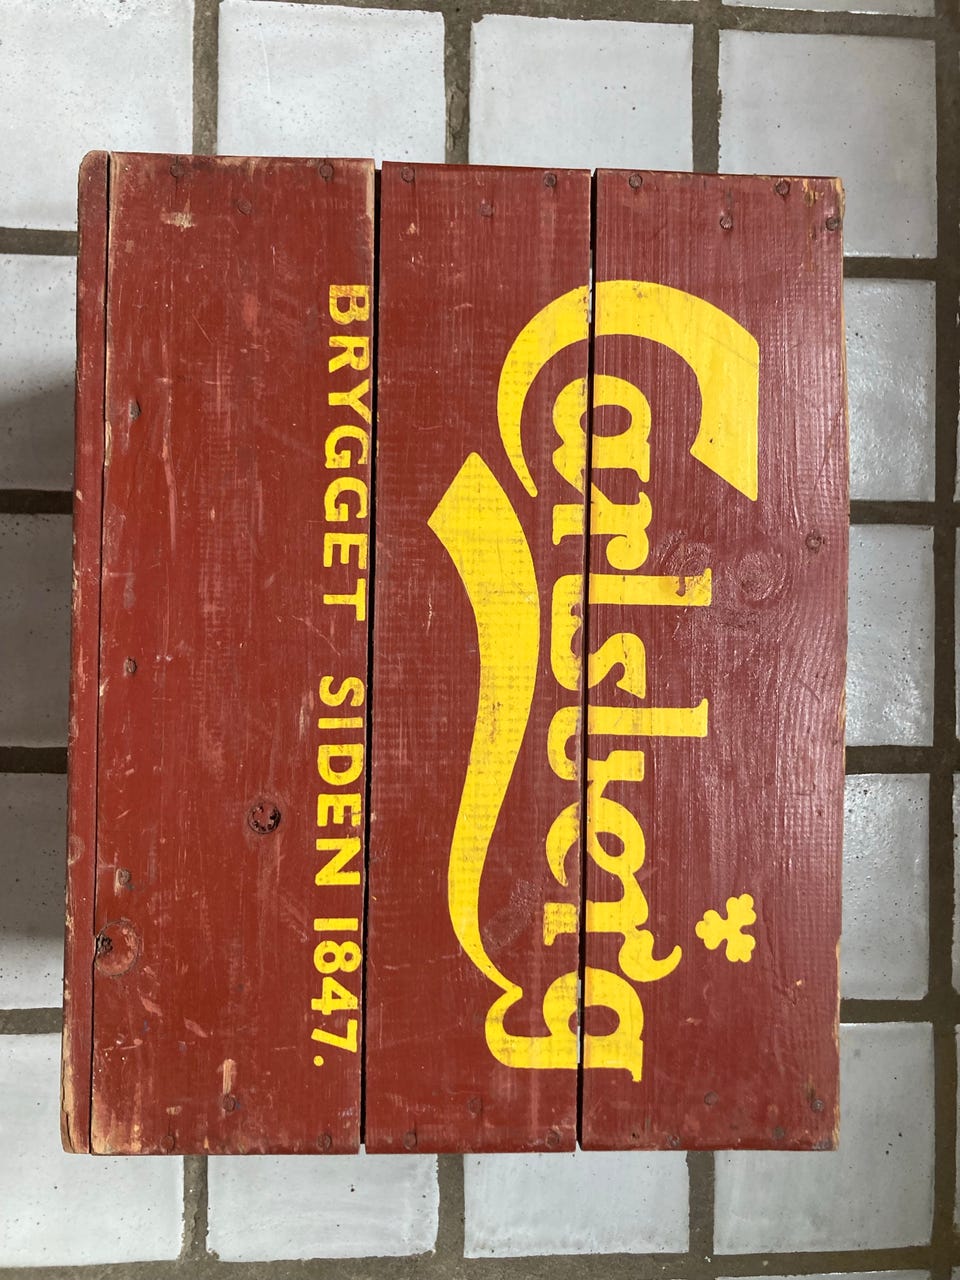 Carlsberg
BRYGGET SIDEN 1847.